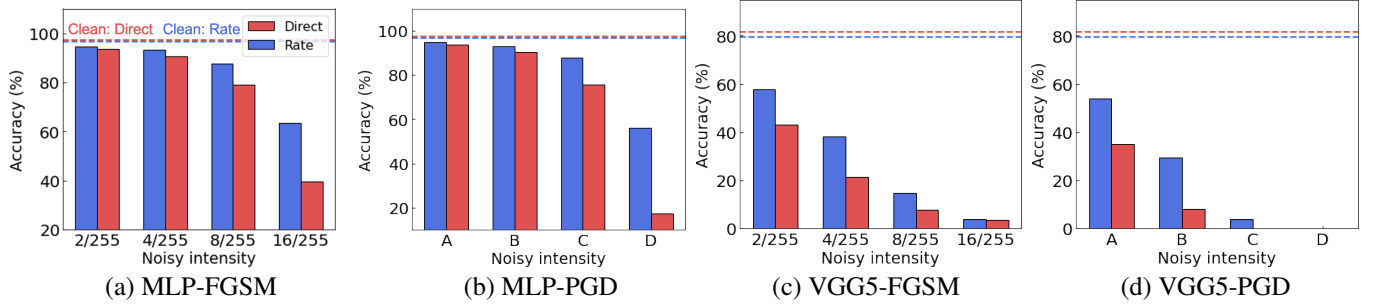 Clean: Direct Clean: Rate
Direct
Rate
Accuracy (%)
100
80
60
40
20
2/255 4/255 8/255 16/255
Noisy intensity
(a) MLP-FGSM
Accuracy (%)
100
80
60
40
20
A B C D
Noisy intensity
(b) MLP-PGD
Accuracy (%)
80
60
40
20
0
2/255 4/255 8/255 16/255
Noisy intensity
(c) VGG5-FGSM
Accuracy (%)
80
60
40
20
0
A B C D
Noisy intensity
(d) VGG5-PGD